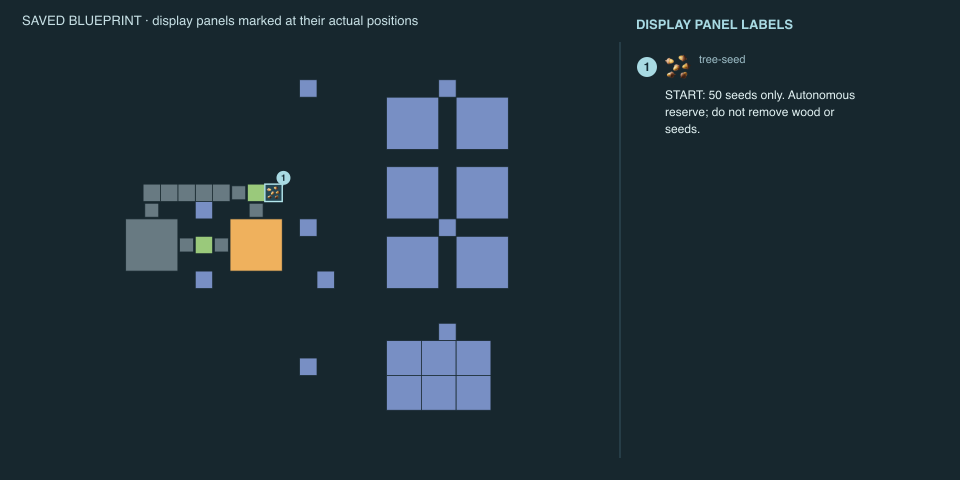 SAVED BLUEPRINT · display panels marked at their actual positions
DISPLAY PANEL LABELS
1
tree-seed
START: 50 seeds only. Autonomous
reserve; do not remove wood or
seeds.
1